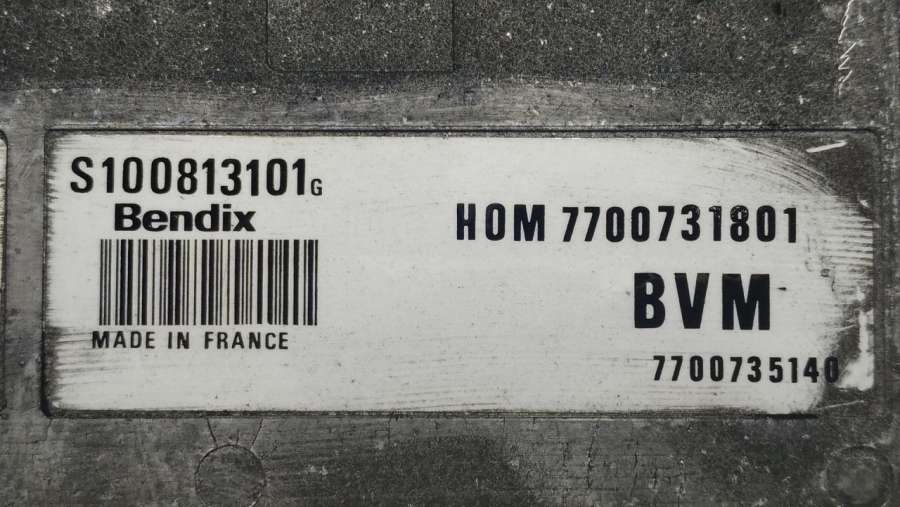 S100813101G
Bendix
MADE IN FRANCE
HOM 7700731801
BVM
7700735140